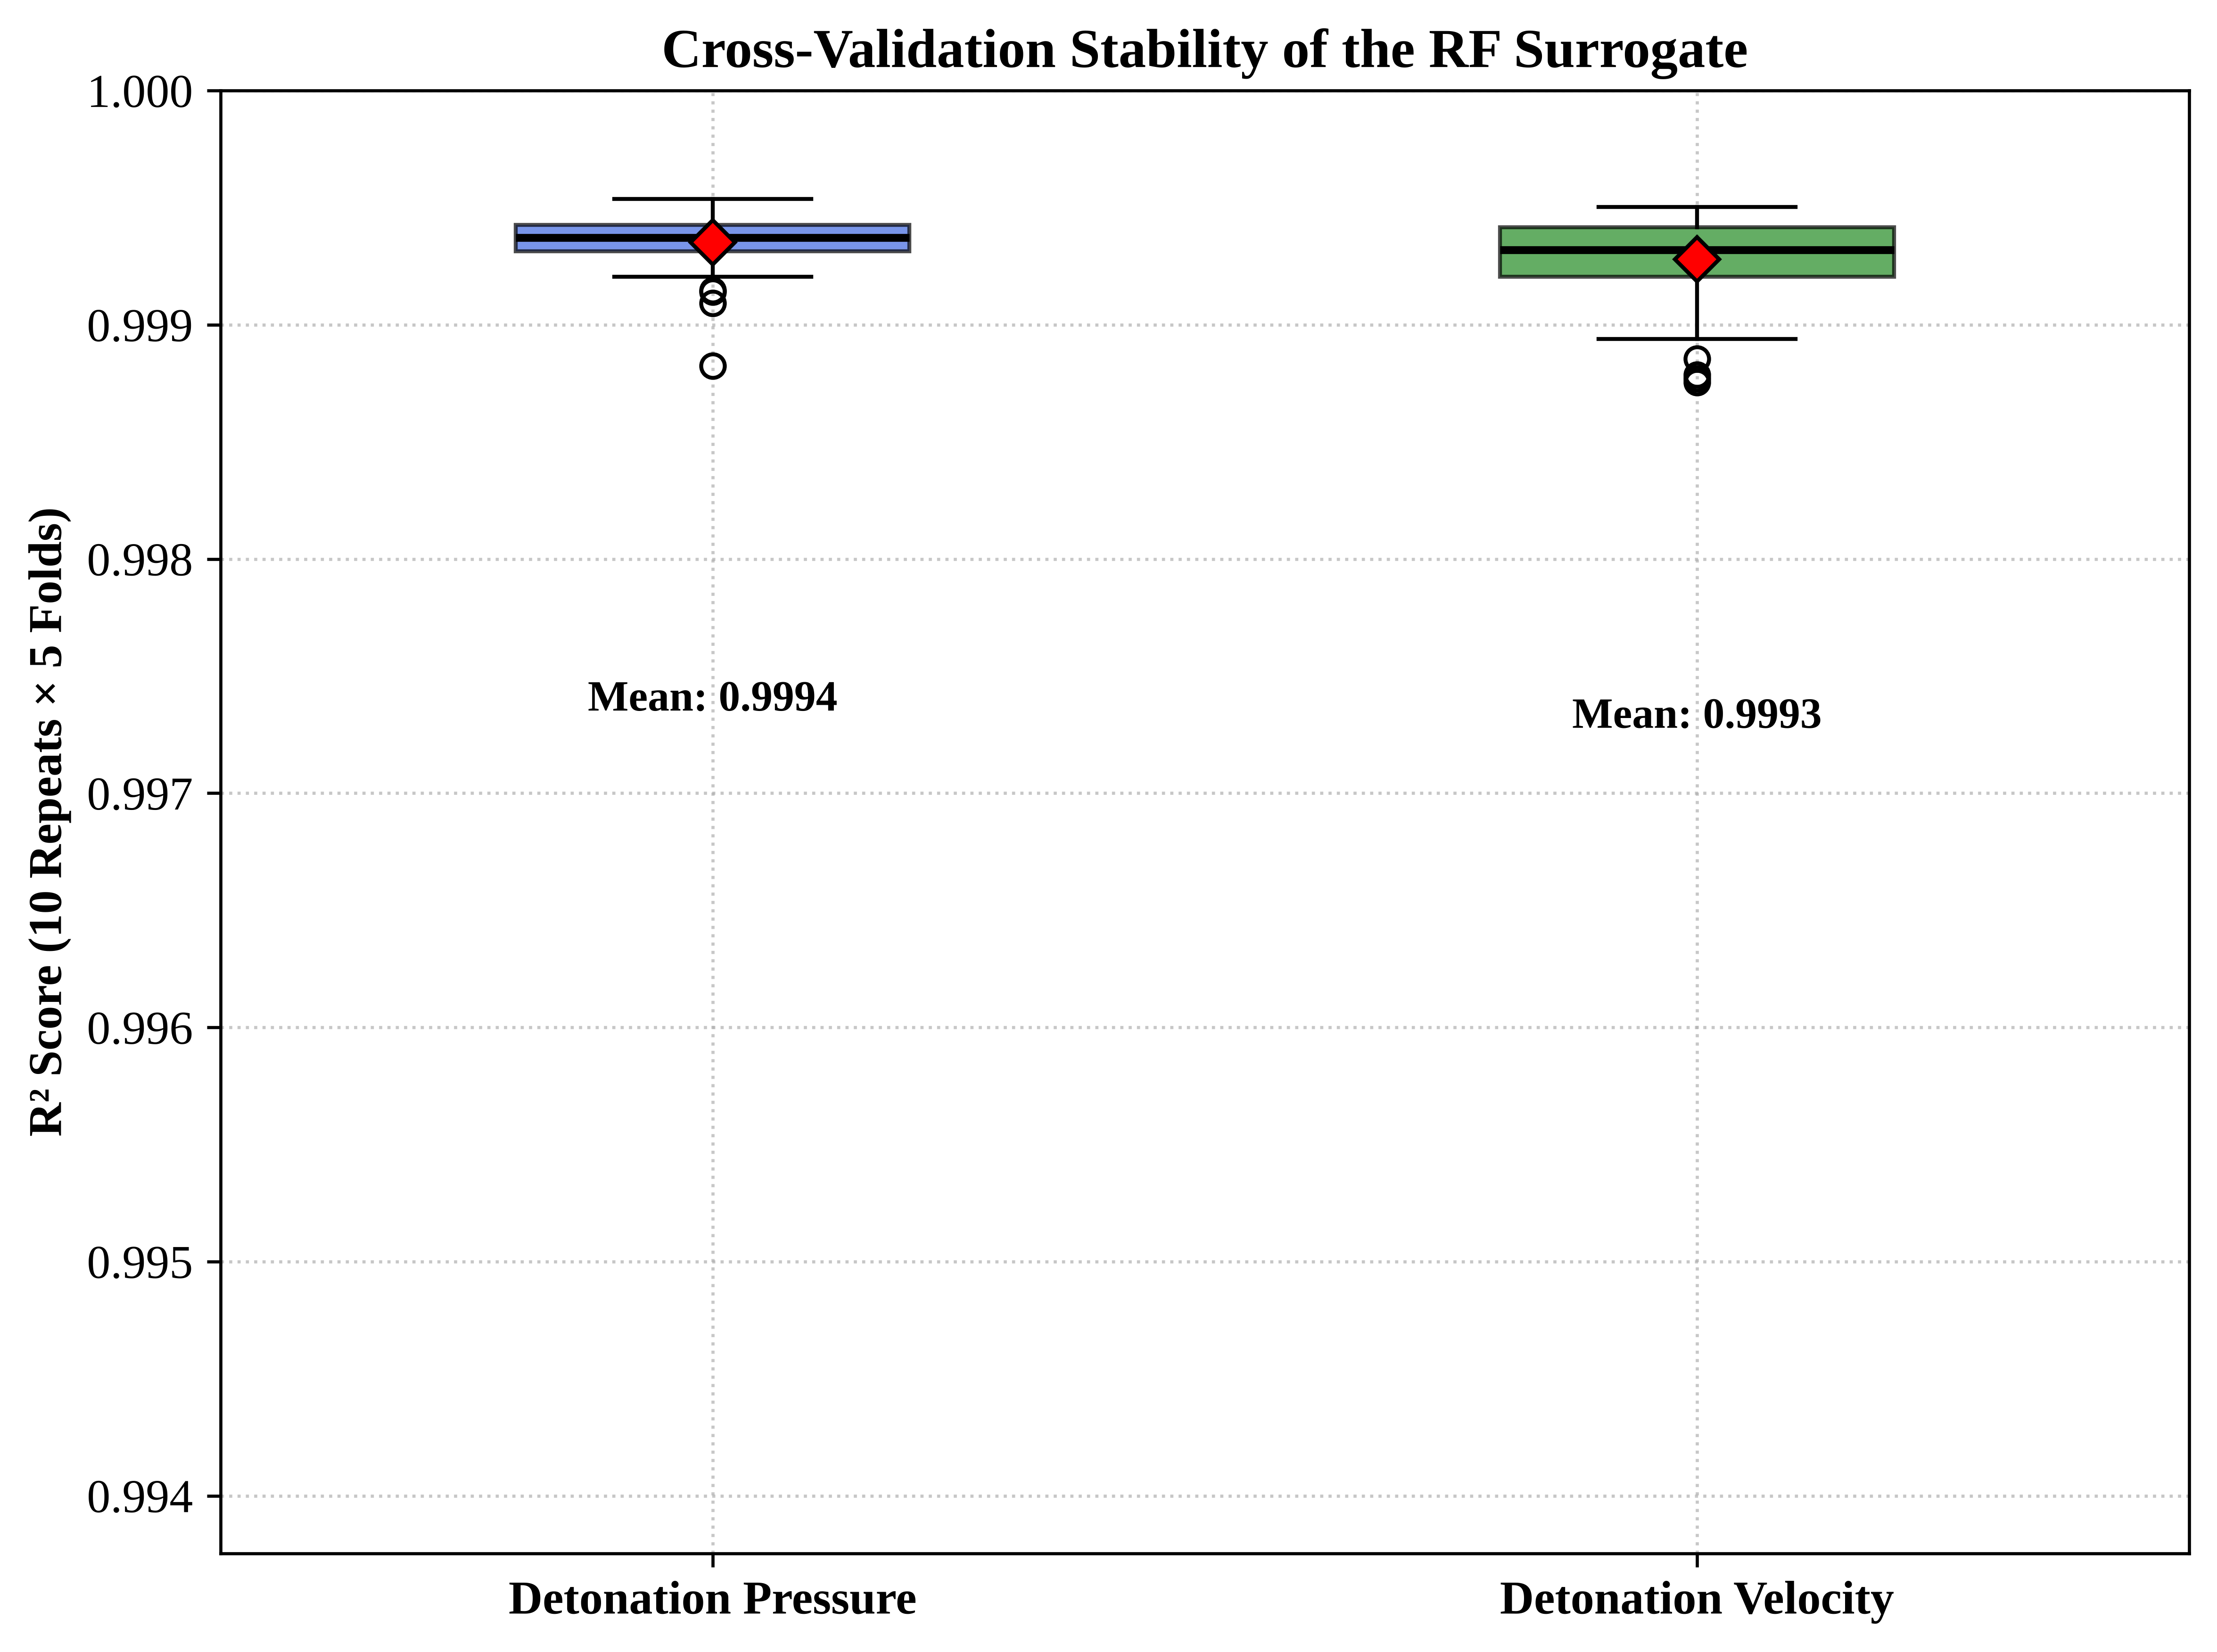 Cross-Validation Stability of the RF Surrogate
R² Score (10 Repeats × 5 Folds)
1.000
0.999
0.998
0.997
0.996
0.995
0.994
Mean: 0.9994
Mean: 0.9993
Detonation Pressure
Detonation Velocity